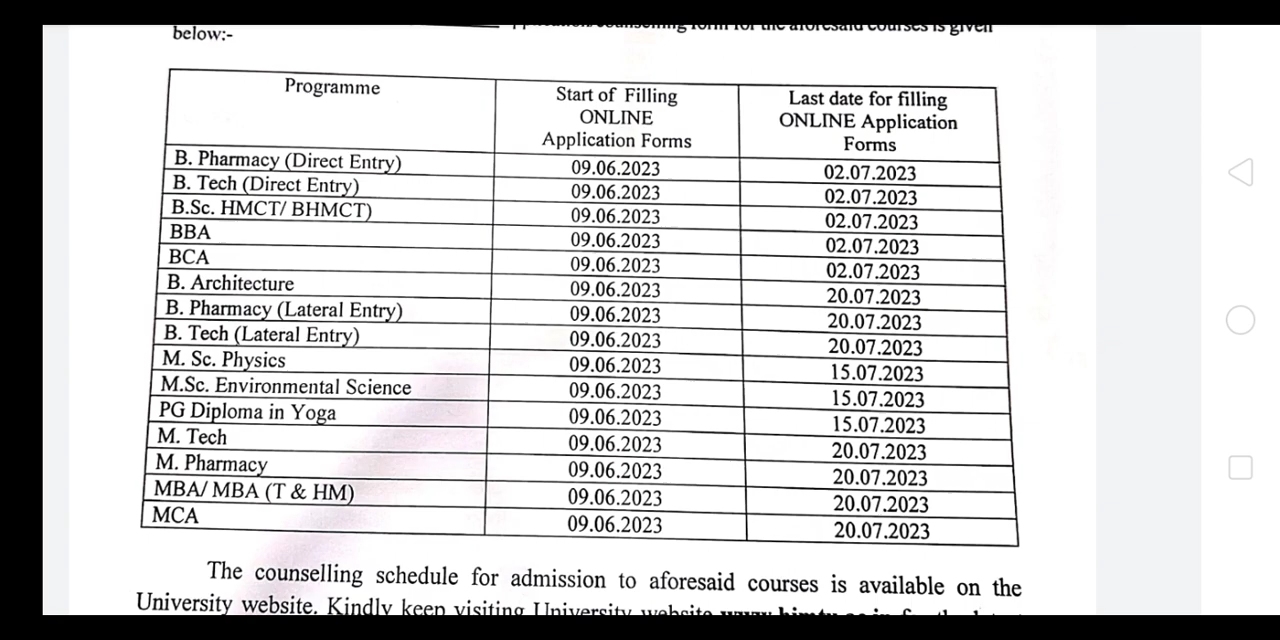 form for the aforesaid courses is given
below:-
Programme
Start of Filling
ONLINE
Application Forms
Last date for filling
ONLINE Application
Forms
B. Pharmacy (Direct Entry) 09.06.2023 02.07.2023
B. Tech (Direct Entry) 09.06.2023 02.07.2023
B.Sc. HMCT/ BHMCT) 09.06.2023 02.07.2023
BBA 09.06.2023 02.07.2023
BCA 09.06.2023 02.07.2023
B. Architecture 09.06.2023 20.07.2023
B. Pharmacy (Lateral Entry) 09.06.2023 20.07.2023
B. Tech (Lateral Entry) 09.06.2023 20.07.2023
M. Sc. Physics 09.06.2023 15.07.2023
M.Sc. Environmental Science 09.06.2023 15.07.2023
PG Diploma in Yoga 09.06.2023 15.07.2023
M. Tech 09.06.2023 20.07.2023
M. Pharmacy 09.06.2023 20.07.2023
MBA/ MBA (T & HM) 09.06.2023 20.07.2023
MCA 09.06.2023 20.07.2023
The counselling schedule for admission to aforesaid courses is available on the
University website. Kindly keep visiting University website